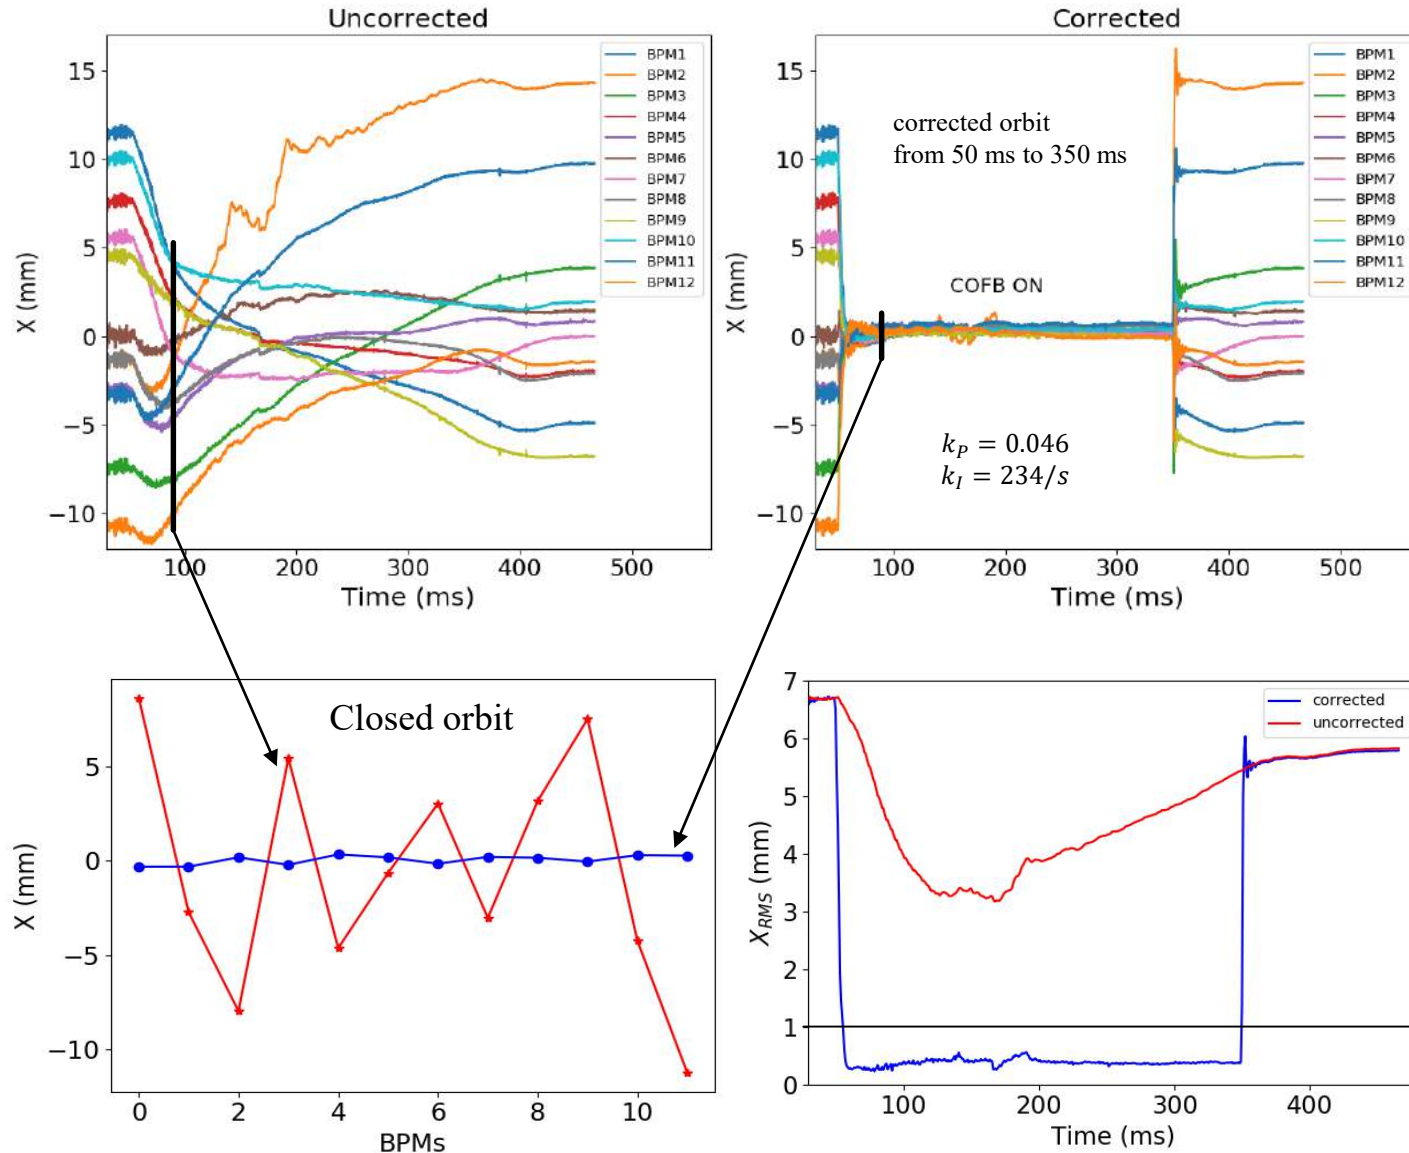 Uncorrected
15
10
5
0
−5
−10
X (mm)
BPM1
BPM2
BPM3
BPM4
BPM5
BPM6
BPM7
BPM8
BPM9
BPM10
BPM11
BPM12
100 200 300 400 500
Time (ms)
Corrected
15
10
5
0
−5
−10
X (mm)
corrected orbit
from 50 ms to 350 ms
COFB ON
k_P = 0.046
k_I = 234/s
BPM1
BPM2
BPM3
BPM4
BPM5
BPM6
BPM7
BPM8
BPM9
BPM10
BPM11
BPM12
100 200 300 400 500
Time (ms)
Closed orbit
5
0
−5
−10
X (mm)
0 2 4 6 8 10
BPMs
7
6
5
4
3
2
1
0
X_RMS (mm)
corrected
uncorrected
100 200 300 400
Time (ms)